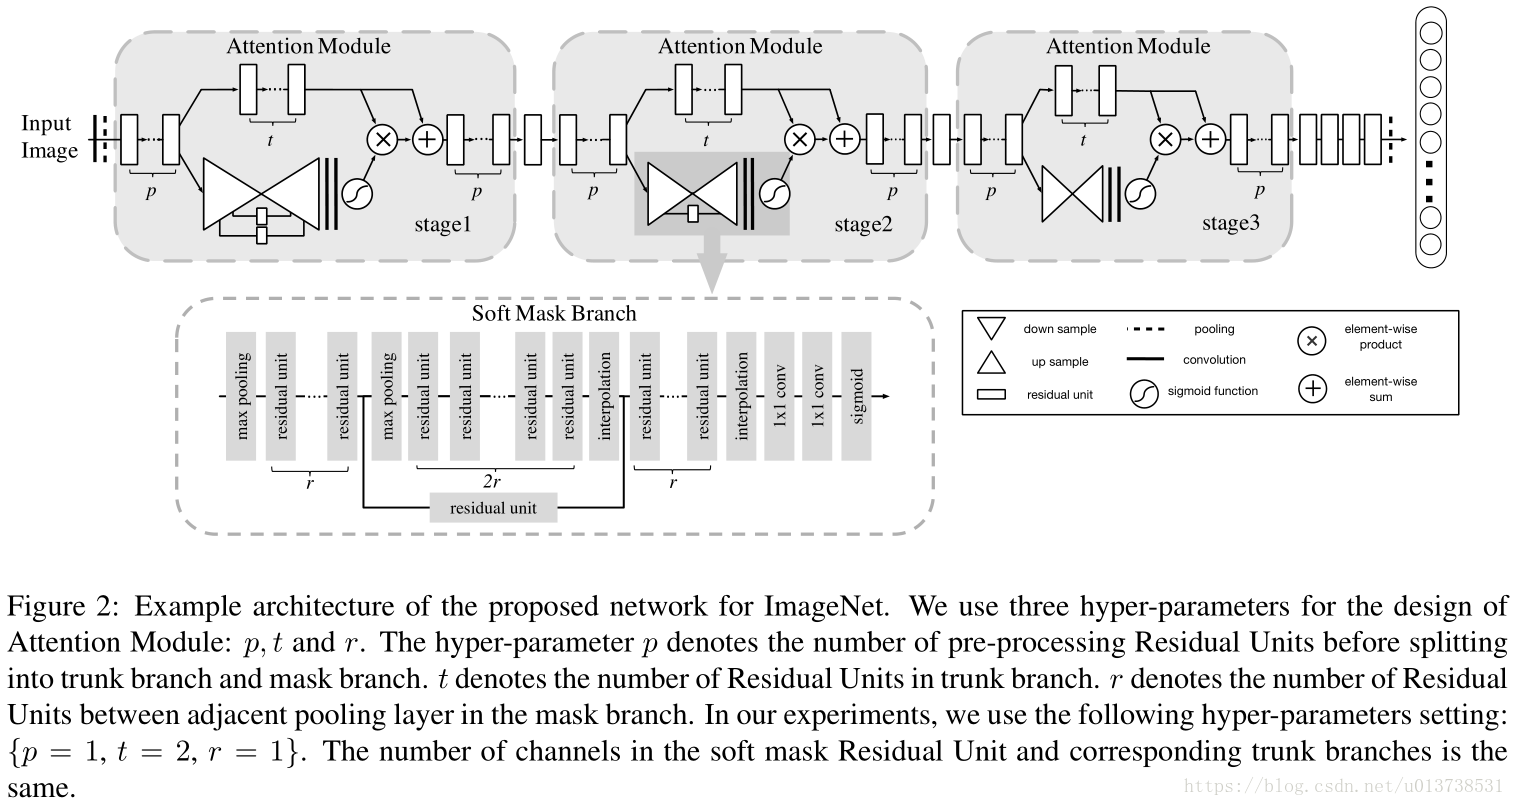 Attention Module
Attention Module
Attention Module
Input
Image
t
t
t
p
p
p
p
p
p
stage1
stage2
stage3
Soft Mask Branch
max pooling
residual unit
residual unit
max pooling
residual unit
residual unit
residual unit
residual unit
interpolation
residual unit
residual unit
interpolation
1x1 conv
1x1 conv
sigmoid
r
2r
r
residual unit
down sample
up sample
residual unit
pooling
convolution
sigmoid function
element-wise
product
element-wise
sum
Figure 2: Example architecture of the proposed network for ImageNet. We use three hyper-parameters for the design of
Attention Module: p, t and r. The hyper-parameter p denotes the number of pre-processing Residual Units before splitting
into trunk branch and mask branch. t denotes the number of Residual Units in trunk branch. r denotes the number of Residual
Units between adjacent pooling layer in the mask branch. In our experiments, we use the following hyper-parameters setting:
{p = 1, t = 2, r = 1}. The number of channels in the soft mask Residual Unit and corresponding trunk branches is the
same.
https://blog.csdn.net/u013738531